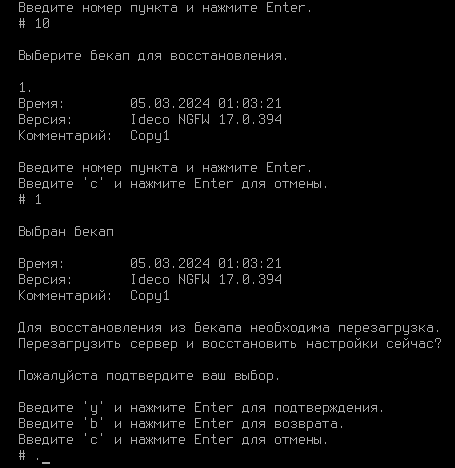 Введите номер пункта и нажмите Enter.
# 10
Выберите бекап для восстановления.
1.
Время: 05.03.2024 01:03:21
Версия: Ideco NGFW 17.0.394
Комментарий: Copy1
Введите номер пункта и нажмите Enter.
Введите 'c' и нажмите Enter для отмены.
# 1
Выбран бекап
Время: 05.03.2024 01:03:21
Версия: Ideco NGFW 17.0.394
Комментарий: Copy1
Для восстановления из бекапа необходима перезагрузка.
Перезагрузить сервер и восстановить настройки сейчас?
Пожалуйста подтвердите ваш выбор.
Введите 'y' и нажмите Enter для подтверждения.
Введите 'b' и нажмите Enter для возврата.
Введите 'c' и нажмите Enter для отмены.
# ._